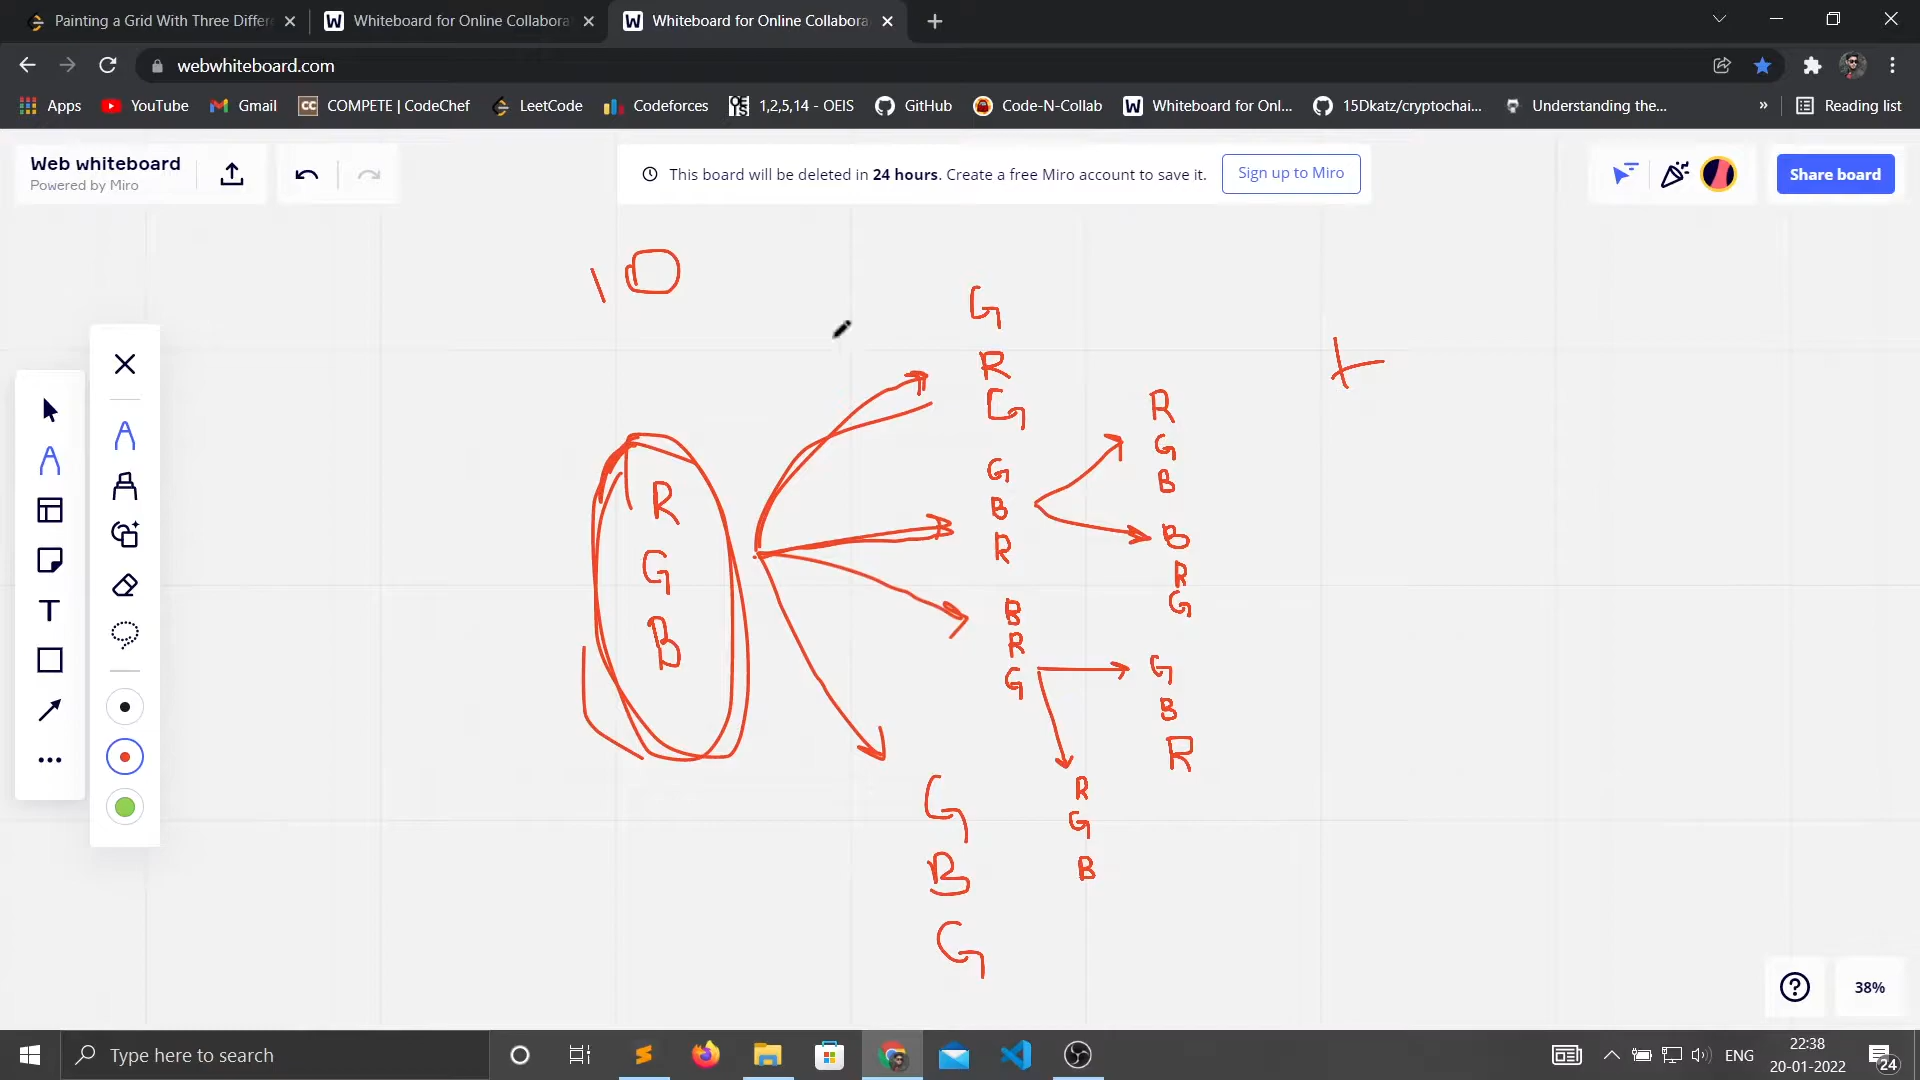 Painting a Grid With Three Differ
Whiteboard for Online Collabora
Whiteboard for Online Collabora
webwhiteboard.com
Apps
YouTube
Gmail
CC COMPETE | CodeChef
LeetCode
Codeforces
1,2,5,14 - OEIS
GitHub
Code-N-Collab
Whiteboard for Onl...
15Dkatz/cryptochai...
Understanding the...
»
Reading list
Web whiteboard
Powered by Miro
This board will be deleted in 24 hours. Create a free Miro account to save it.
Sign up to Miro
Share board
G
R
G
R
G
B
G
B
R
R
G
B
B
R
G
B
R
G
G
B
R
R
G
B
G
B
G
T
38%
Type here to search
ENG
22:38
20-01-2022
24